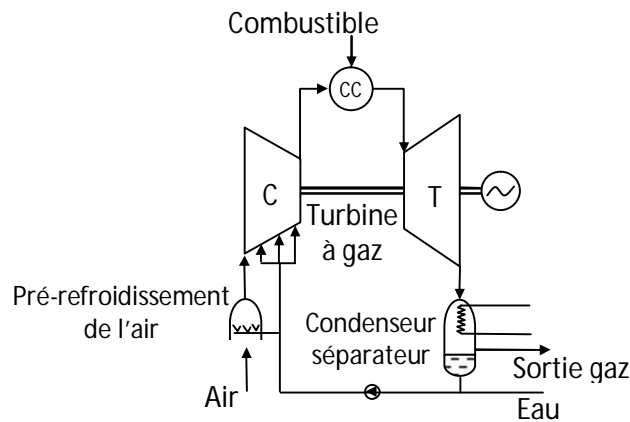 Combustible
CC
C
T
Turbine
à gaz
Pré-refroidissement
de l'air
Condenseur
séparateur
Sortie gaz
Air
Eau